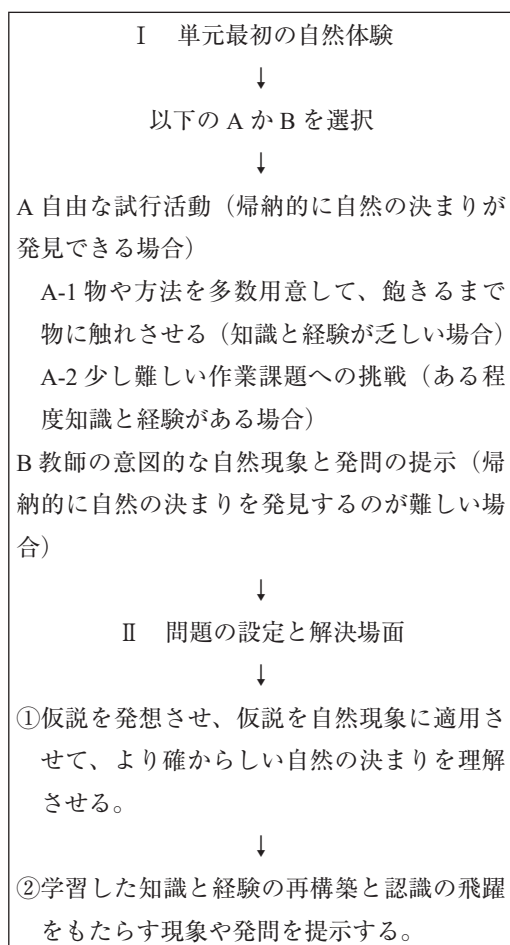 Ⅰ 単元最初の自然体験
↓
以下の A か B を選択
↓
A 自由な試行活動（帰納的に自然の決まりが
発見できる場合）
A-1 物や方法を多数用意して、飽きるまで
物に触れさせる（知識と経験が乏しい場合）
A-2 少し難しい作業課題への挑戦（ある程
度知識と経験がある場合）
B 教師の意図的な自然現象と発問の提示（帰
納的に自然の決まりを発見するのが難しい場
合）
↓
Ⅱ 問題の設定と解決場面
↓
①仮説を発想させ、仮説を自然現象に適用さ
せて、より確からしい自然の決まりを理解
させる。
↓
②学習した知識と経験の再構築と認識の飛躍
をもたらす現象や発問を提示する。